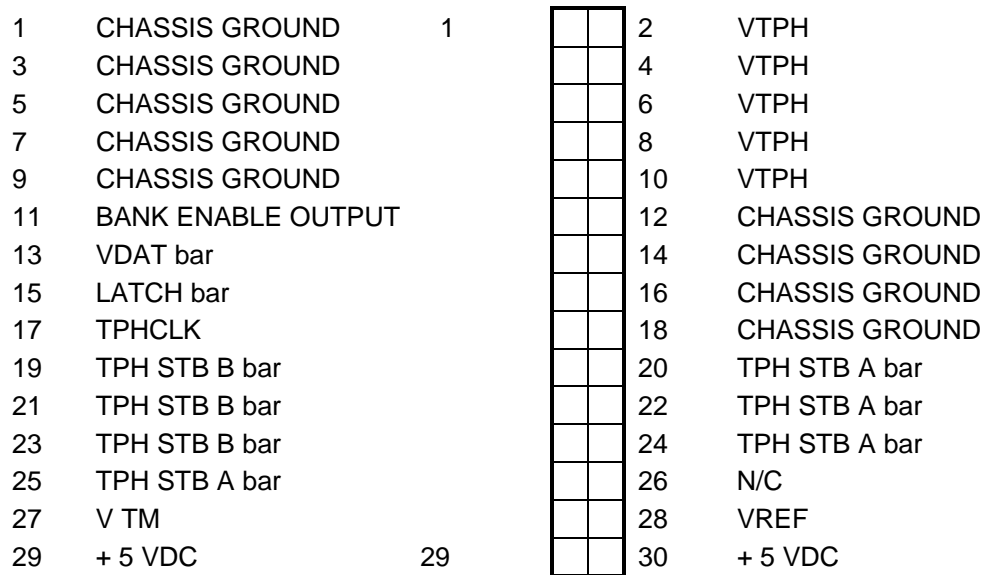 1 CHASSIS GROUND 1 2 VTPH
3 CHASSIS GROUND 4 VTPH
5 CHASSIS GROUND 6 VTPH
7 CHASSIS GROUND 8 VTPH
9 CHASSIS GROUND 10 VTPH
11 BANK ENABLE OUTPUT 12 CHASSIS GROUND
13 VDAT bar 14 CHASSIS GROUND
15 LATCH bar 16 CHASSIS GROUND
17 TPHCLK 18 CHASSIS GROUND
19 TPH STB B bar 20 TPH STB A bar
21 TPH STB B bar 22 TPH STB A bar
23 TPH STB B bar 24 TPH STB A bar
25 TPH STB A bar 26 N/C
27 V TM 28 VREF
29 + 5 VDC 29 30 + 5 VDC